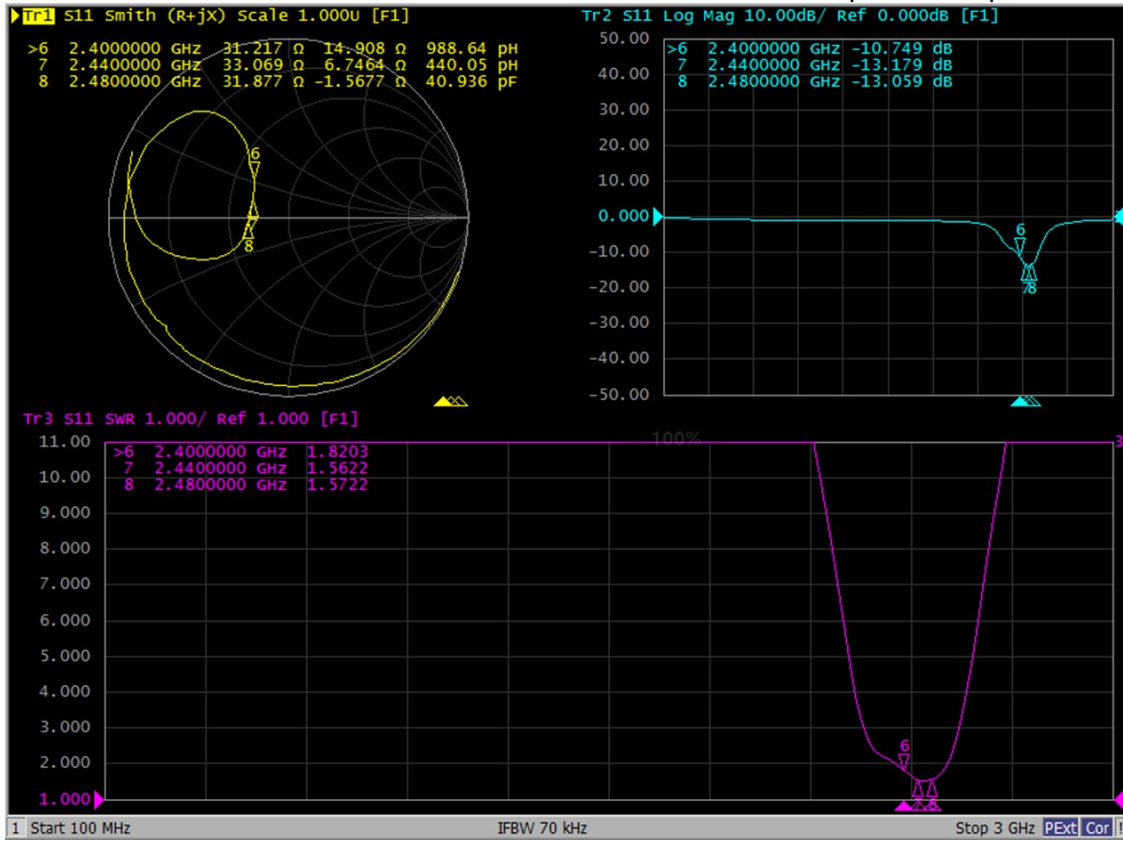 Tr1 S11 Smith (R+jX) Scale 1.000U [F1]
>6 2.4000000 GHz 31.217 Ω 14.908 Ω 988.64 pH
7 2.4400000 GHz 33.069 Ω 6.7464 Ω 440.05 pH
8 2.4800000 GHz 31.877 Ω -1.5677 Ω 40.936 pF
6
8
Tr2 S11 Log Mag 10.00dB/ Ref 0.000dB [F1]
50.00
>6 2.4000000 GHz -10.749 dB
7 2.4400000 GHz -13.179 dB
8 2.4800000 GHz -13.059 dB
40.00
30.00
20.00
10.00
0.000
6
-10.00
-20.00
78
-30.00
-40.00
-50.00
Tr3 S11 SWR 1.000/ Ref 1.000 [F1]
100%
11.00
3
>6 2.4000000 GHz 1.8203
7 2.4400000 GHz 1.5622
8 2.4800000 GHz 1.5722
10.00
9.000
8.000
7.000
6.000
5.000
4.000
3.000
6
2.000
1.000
8
1 Start 100 MHz IFBW 70 kHz Stop 3 GHz PExt Cor !